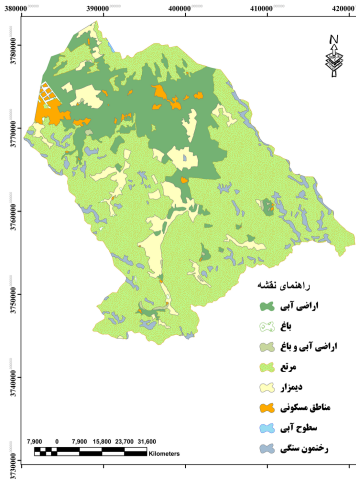 380000 390000 400000 410000 420000
3780000
3770000
3760000
3750000
3740000
3730000
N
راهنمای نقشه
اراضی آبی
باغ
اراضی آبی و باغ
مرتع
دیمزار
مناطق مسکونی
سطوح آبی
رخنمون سنگی
7,900 0 7,900 15,800 23,700 31,600
Kilometers